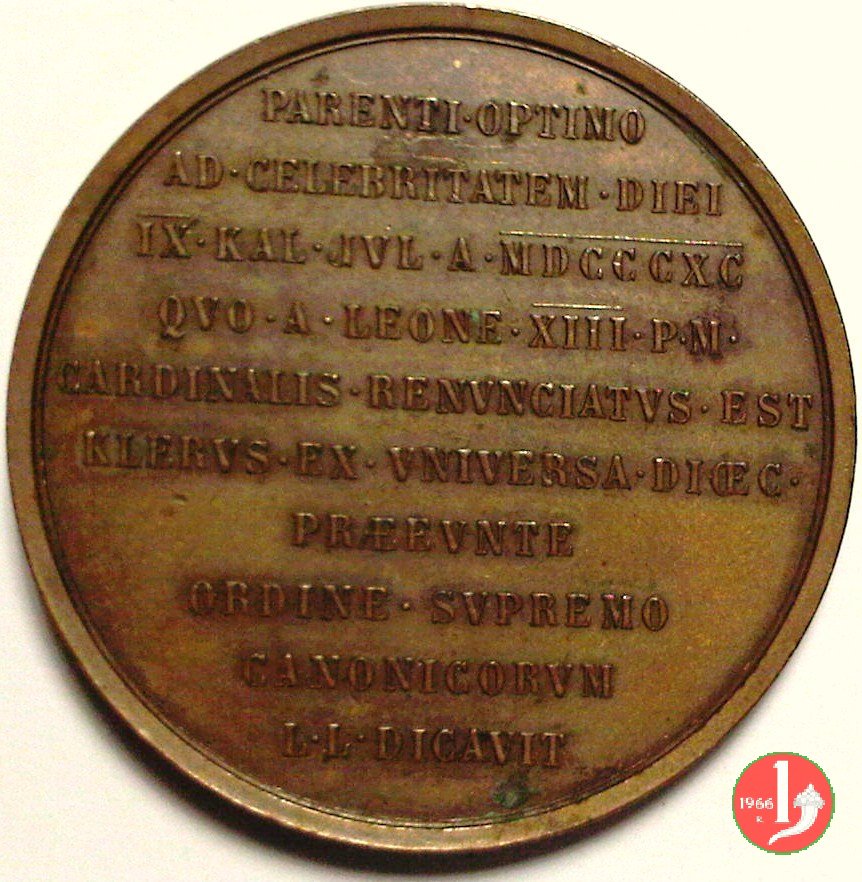 PARENTI·OPTIMO
AD·CELEBRITATEM·DIEI
IX·KAL·JVL·A·MDCCCXC
QVO·A·LEONE·XIII·P·M·
CARDINALIS·RENVNCIATVS·EST
KLERVS·EX·VNIVERSA·DIŒC·
PRÆEVNTE
ORDINE·SVPREMO
CANONICORVM
L·L·DICAVIT
1966
R.